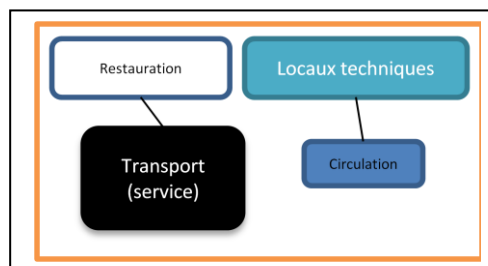 Restauration
Locaux techniques
Transport
(service)
Circulation